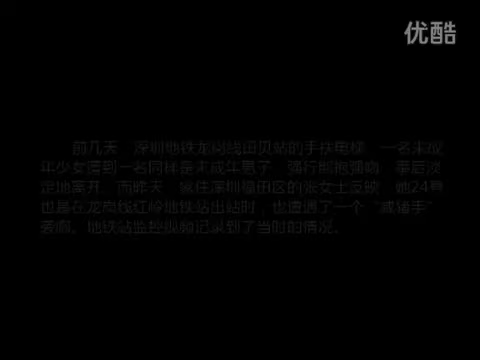 优酷
前几天，深圳地铁龙岗线田贝站的手扶电梯，一名未成
年少女遭到一名同样是未成年男子，强行熊抱强吻，事后淡
定地离开。而昨天，家住深圳福田区的张女士反映，她24号
也是在龙岗线红岭地铁站出站时，也遭遇了一个“咸猪手”
袭胸。地铁站监控视频记录到了当时的情况。